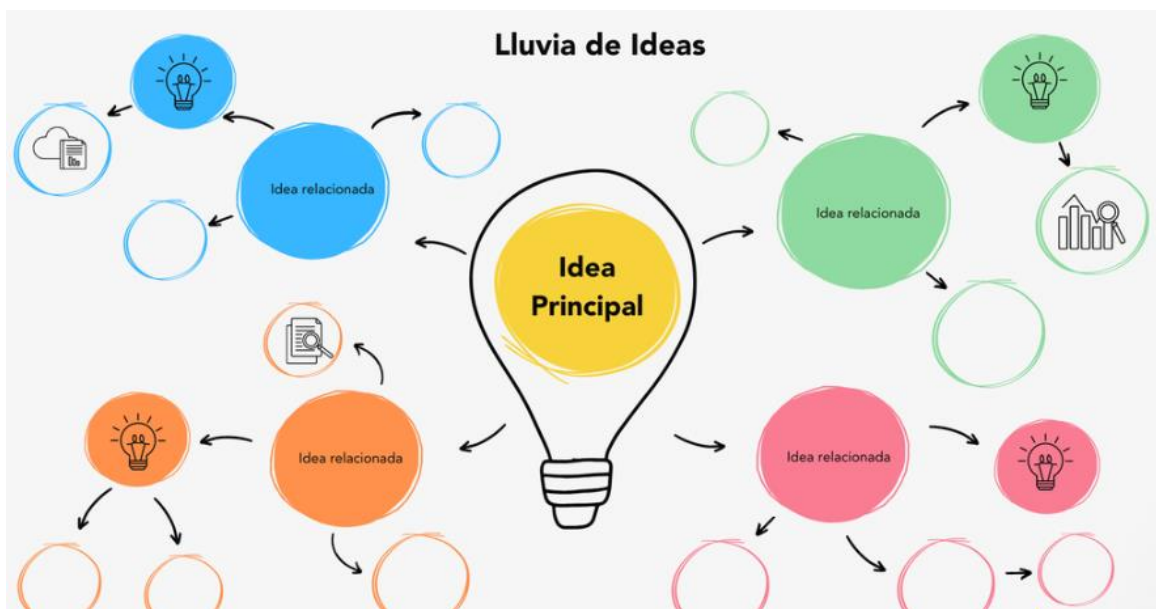 Lluvia de Ideas
Idea relacionada
Idea relacionada
Idea
Principal
Idea relacionada
Idea relacionada